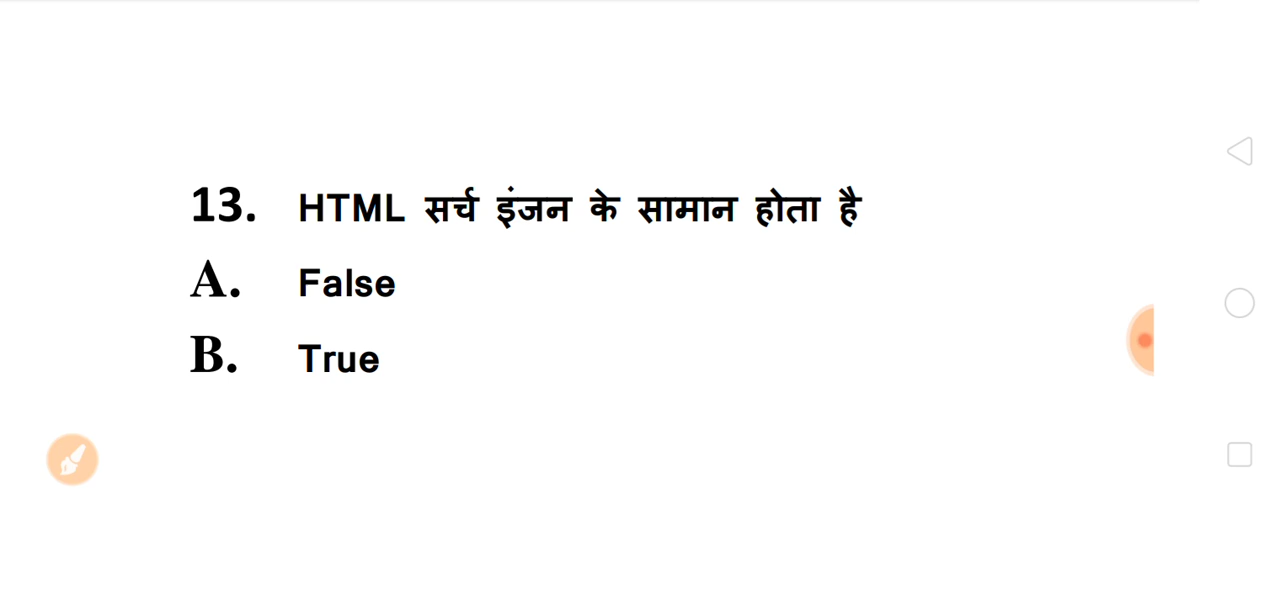 13. HTML सर्च इंजन के सामान होता है
A. False
B. True